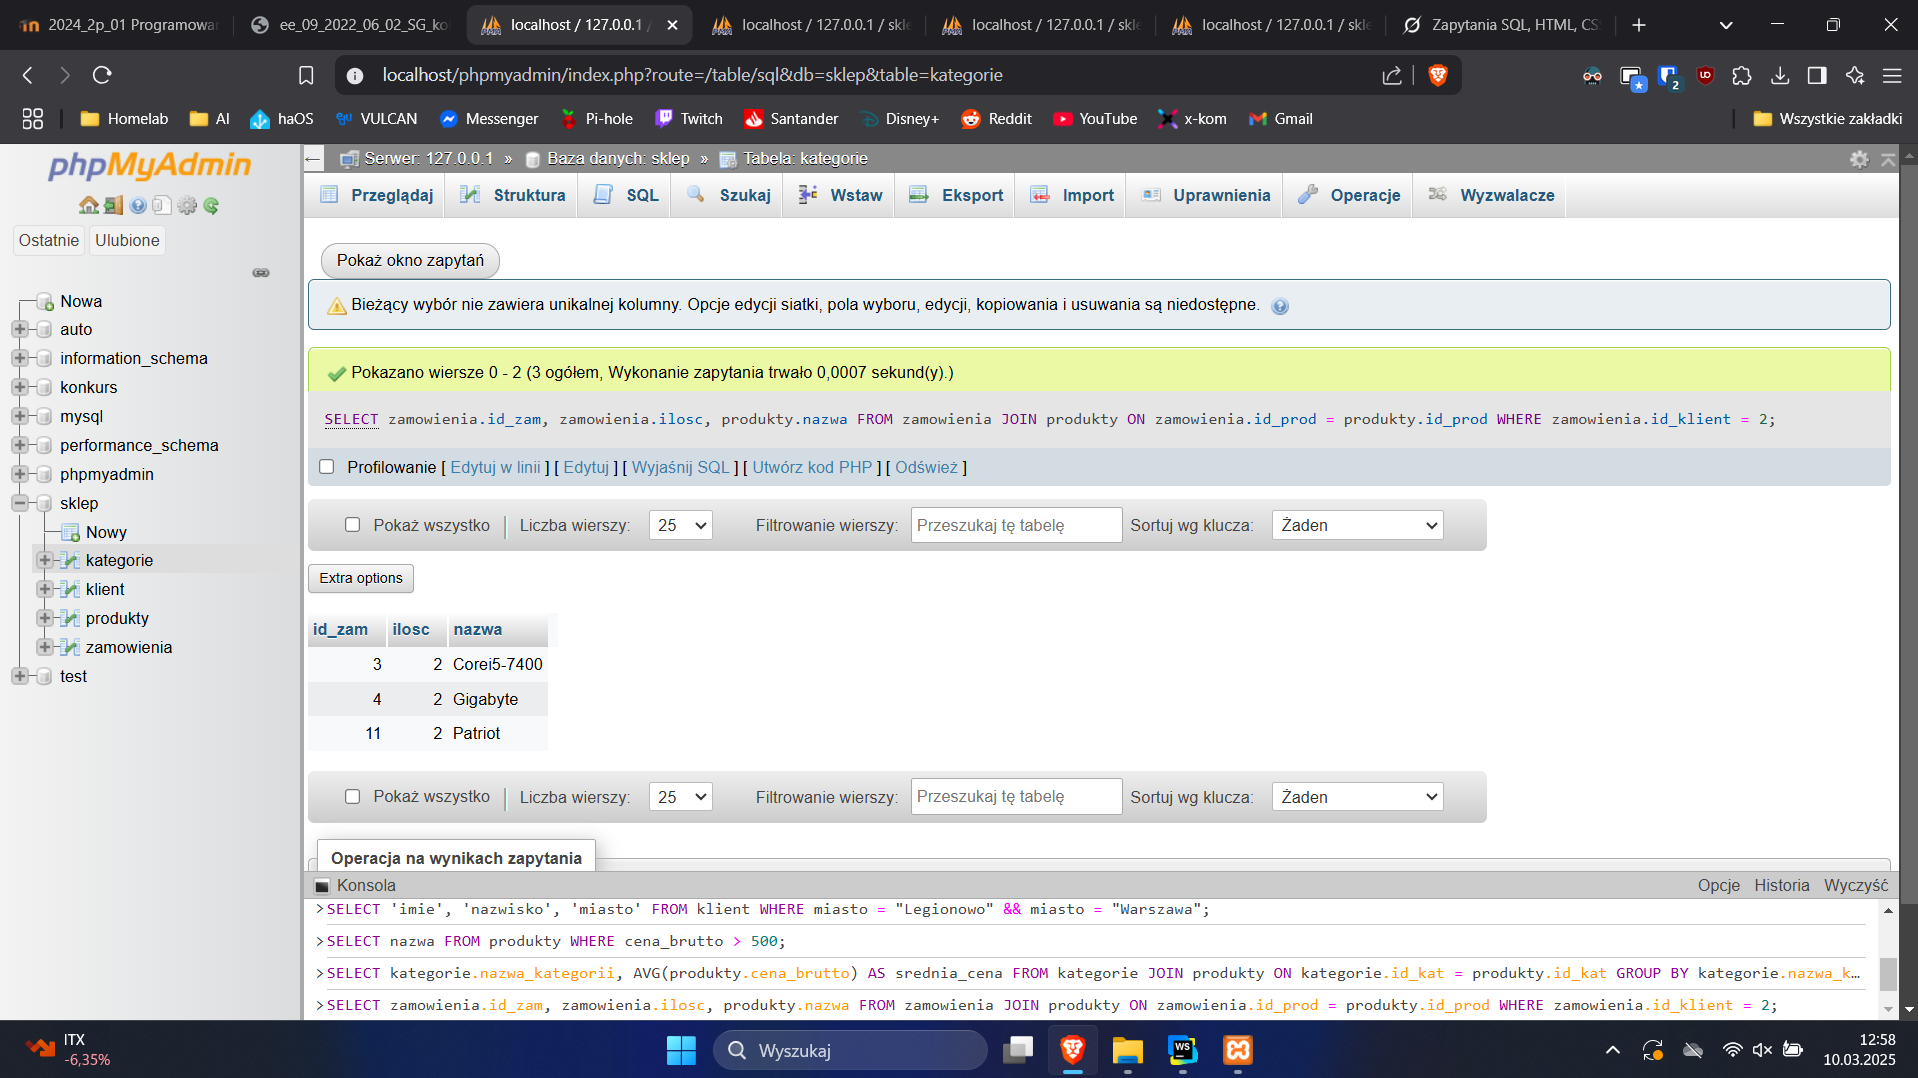 2024_2p_01 Programowan
ee_09_2022_06_02_SG_ko
localhost / 127.0.0.1 /
localhost / 127.0.0.1 / skle
localhost / 127.0.0.1 / skle
localhost / 127.0.0.1 / skle
Zapytania SQL, HTML, CS
localhost/phpmyadmin/index.php?route=/table/sql&db=sklep&table=kategorie
2
Homelab
AI
haOS
VULCAN
Messenger
Pi-hole
Twitch
Santander
Disney+
Reddit
YouTube
x-kom
Gmail
Wszystkie zakładki
phpMyAdmin
Ostatnie
Ulubione
Nowa
auto
information_schema
konkurs
mysql
performance_schema
phpmyadmin
sklep
Nowy
kategorie
klient
produkty
zamowienia
test
Serwer: 127.0.0.1 » Baza danych: sklep » Tabela: kategorie
Przeglądaj
Struktura
SQL
Szukaj
Wstaw
Eksport
Import
Uprawnienia
Operacje
Wyzwalacze
Pokaż okno zapytań
Bieżący wybór nie zawiera unikalnej kolumny. Opcje edycji siatki, pola wyboru, edycji, kopiowania i usuwania są niedostępne.
Pokazano wiersze 0 - 2 (3 ogółem, Wykonanie zapytania trwało 0,0007 sekund(y).)
SELECT zamowienia.id_zam, zamowienia.ilosc, produkty.nazwa FROM zamowienia JOIN produkty ON zamowienia.id_prod = produkty.id_prod WHERE zamowienia.id_klient = 2;
Profilowanie [ Edytuj w linii ] [ Edytuj ] [ Wyjaśnij SQL ] [ Utwórz kod PHP ] [ Odśwież ]
Pokaż wszystko
Liczba wierszy:
25
Filtrowanie wierszy:
Przeszukaj tę tabelę
Sortuj wg klucza:
Żaden
Extra options
id_zam ilosc nazwa
3 2 Corei5-7400
4 2 Gigabyte
11 2 Patriot
Pokaż wszystko
Liczba wierszy:
25
Filtrowanie wierszy:
Przeszukaj tę tabelę
Sortuj wg klucza:
Żaden
Operacja na wynikach zapytania
Konsola
Opcje
Historia
Wyczyść
>SELECT 'imie', 'nazwisko', 'miasto' FROM klient WHERE miasto = "Legionowo" && miasto = "Warszawa";
>SELECT nazwa FROM produkty WHERE cena_brutto > 500;
>SELECT kategorie.nazwa_kategorii, AVG(produkty.cena_brutto) AS srednia_cena FROM kategorie JOIN produkty ON kategorie.id_kat = produkty.id_kat GROUP BY kategorie.nazwa_k…
>SELECT zamowienia.id_zam, zamowienia.ilosc, produkty.nazwa FROM zamowienia JOIN produkty ON zamowienia.id_prod = produkty.id_prod WHERE zamowienia.id_klient = 2;
ITX
-6,35%
Wyszukaj
WS
12:58
10.03.2025